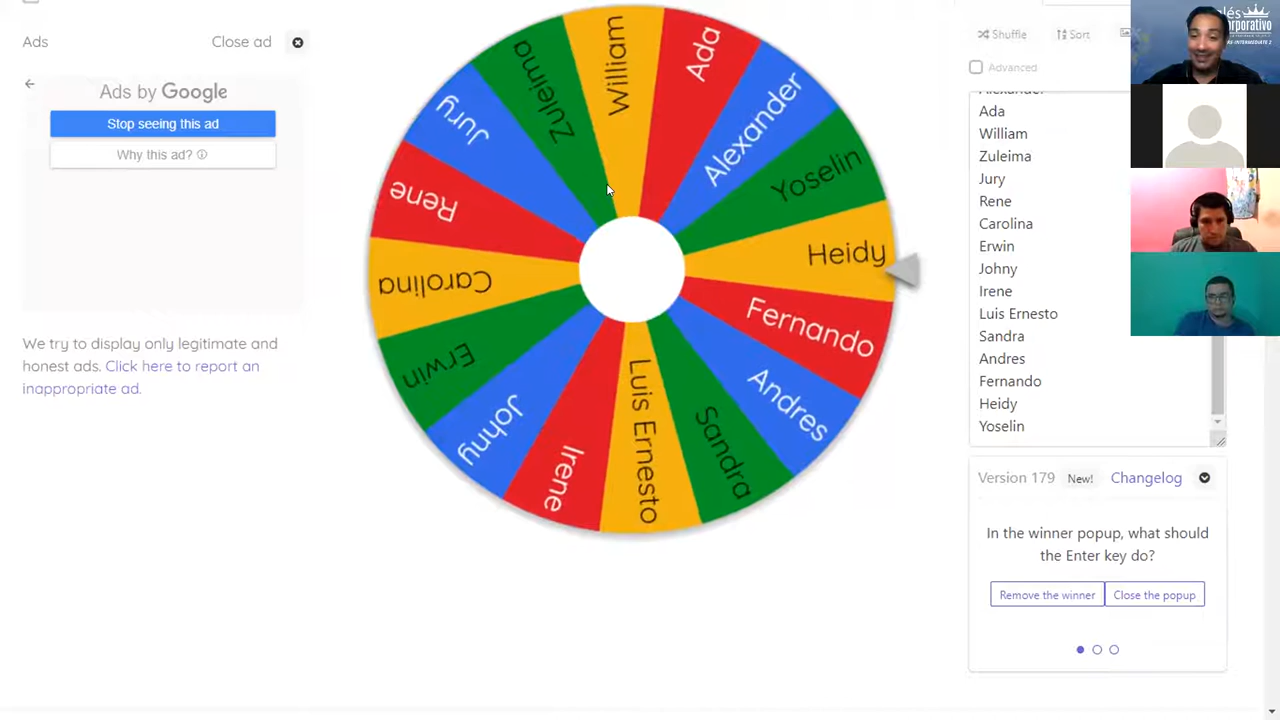 Ads
Close ad
Ads by Google
Stop seeing this ad
Why this ad?
We try to display only legitimate and
honest ads. Click here to report an
inappropriate ad.
William
Ada
Alexander
Yoselin
Heidy
Fernando
Andres
Sandra
Luis Ernesto
Irene
Johny
Erwin
Carolina
Rene
Jury
Zuleima
Shuffle
Sort
Advanced
Alexander
Ada
William
Zuleima
Jury
Rene
Carolina
Erwin
Johny
Irene
Luis Ernesto
Sandra
Andres
Fernando
Heidy
Yoselin
Version 179 New! Changelog
In the winner popup, what should
the Enter key do?
Remove the winner
Close the popup